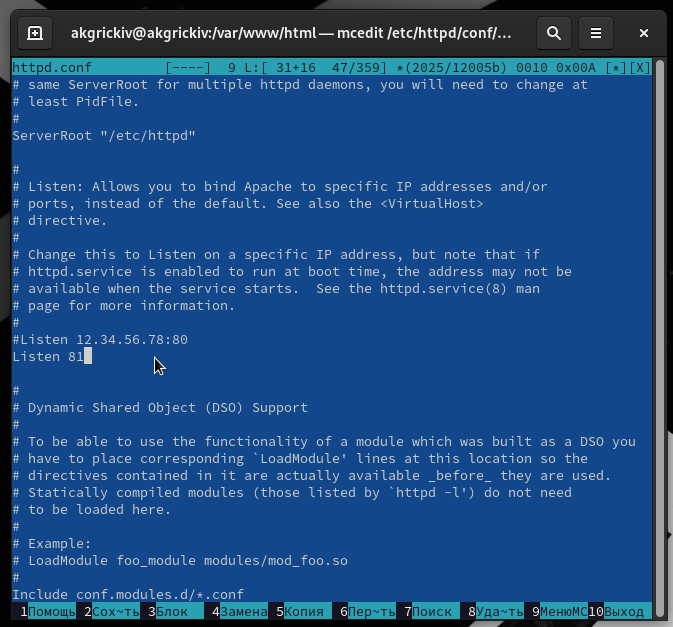 akgrickiv@akgrickiv:/var/www/html — mcedit /etc/httpd/conf/…
httpd.conf [----] 9 L:[ 31+16 47/359] *(2025/12005b) 0010 0x00A [*][X]
# same ServerRoot for multiple httpd daemons, you will need to change at
# least PidFile.
#
ServerRoot "/etc/httpd"
#
# Listen: Allows you to bind Apache to specific IP addresses and/or
# ports, instead of the default. See also the <VirtualHost>
# directive.
#
# Change this to Listen on a specific IP address, but note that if
# httpd.service is enabled to run at boot time, the address may not be
# available when the service starts.  See the httpd.service(8) man
# page for more information.
#
#Listen 12.34.56.78:80
Listen 81
#
# Dynamic Shared Object (DSO) Support
#
# To be able to use the functionality of a module which was built as a DSO you
# have to place corresponding `LoadModule' lines at this location so the
# directives contained in it are actually available _before_ they are used.
# Statically compiled modules (those listed by `httpd -l') do not need
# to be loaded here.
#
# Example:
# LoadModule foo_module modules/mod_foo.so
#
Include conf.modules.d/*.conf
1Помощь 2Сох~ть 3Блок 4Замена 5Копия 6Пер~ть 7Поиск 8Уда~ть 9МенюMC 10Выход